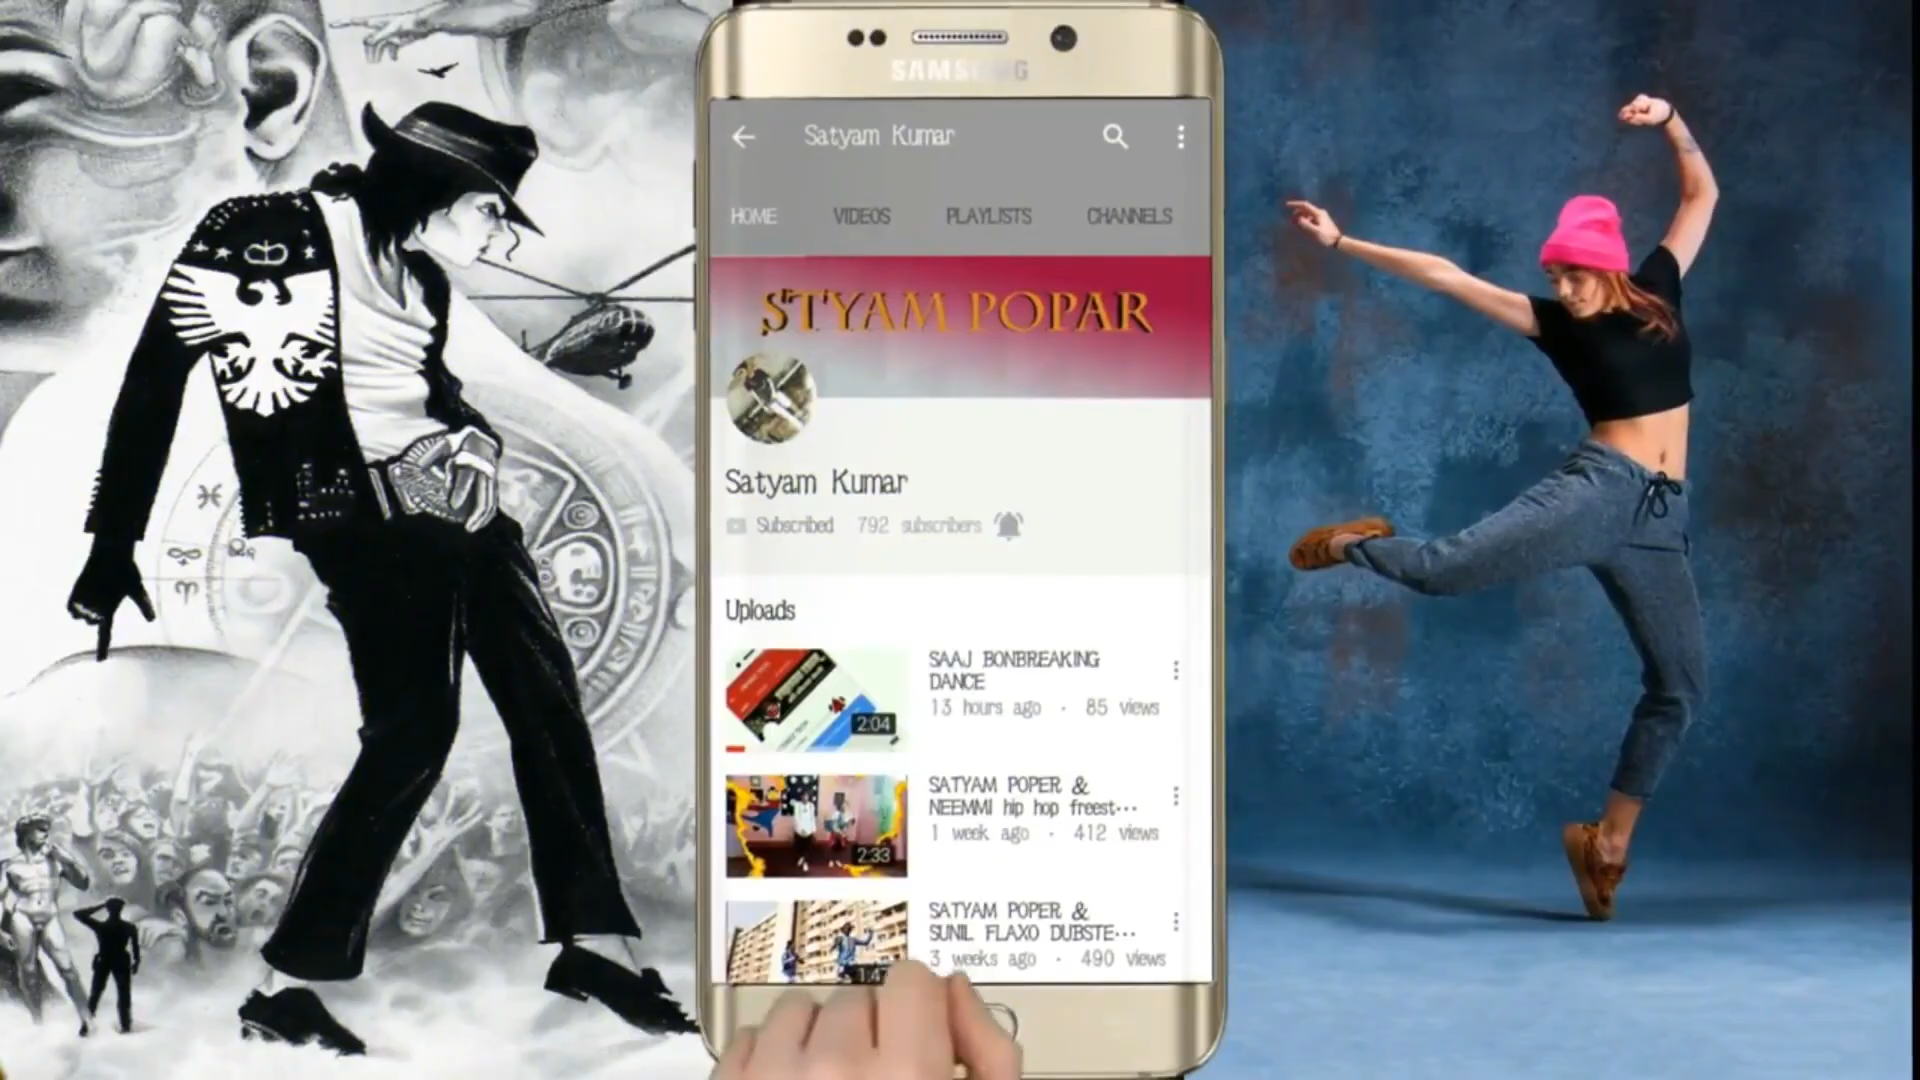 SAMSUNG
Satyam Kumar
HOME VIDEOS PLAYLISTS CHANNELS
STYAM POPAR
Satyam Kumar
Subscribed 792 subscribers
Uploads
SAAJ BONBREAKING
DANCE
13 hours ago · 85 views
2:04
SATYAM POPER &
NEEMMI hip hop freest...
1 week ago · 412 views
2:33
SATYAM POPER &
SUNIL FLAXO DUBSTE...
3 weeks ago · 490 views